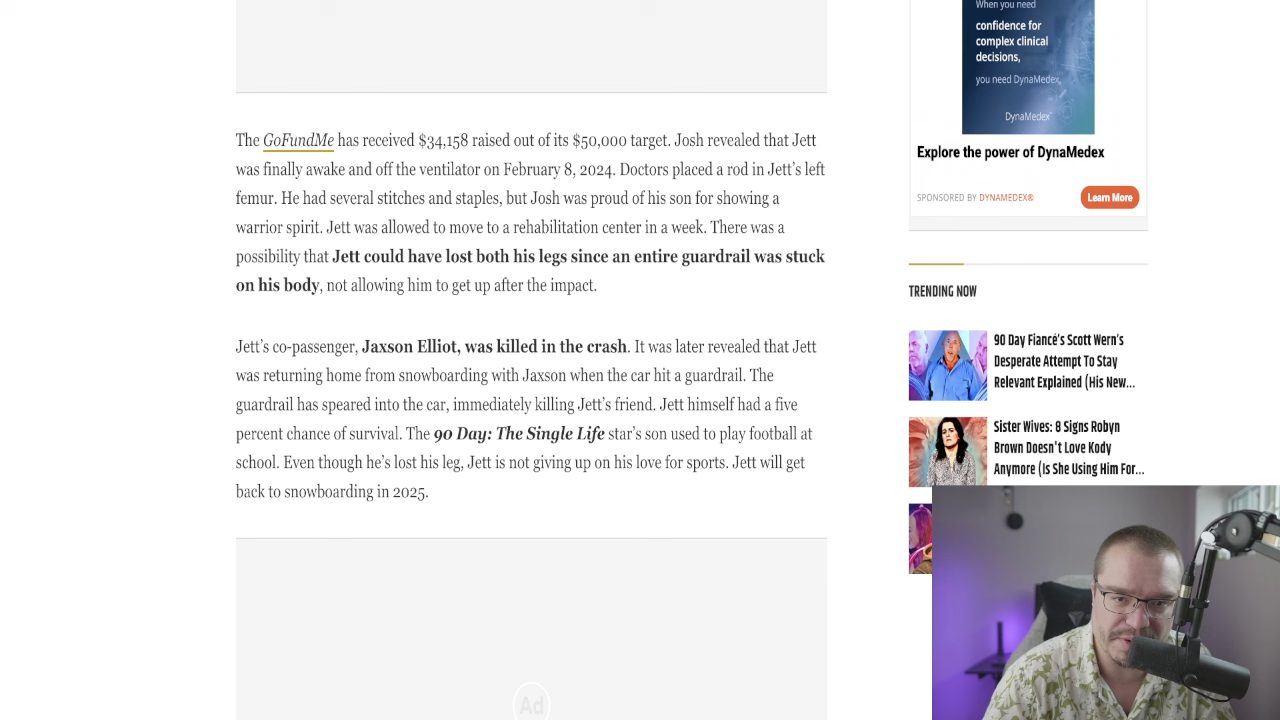 When you need
confidence for
complex clinical
decisions,
you need DynaMedex.
DynaMedex
Explore the power of DynaMedex
SPONSORED BY DYNAMEDEX®
Learn More
The GoFundMe has received $34,158 raised out of its $50,000 target. Josh revealed that Jett
was finally awake and off the ventilator on February 8, 2024. Doctors placed a rod in Jett’s left
femur. He had several stitches and staples, but Josh was proud of his son for showing a
warrior spirit. Jett was allowed to move to a rehabilitation center in a week. There was a
possibility that Jett could have lost both his legs since an entire guardrail was stuck
on his body, not allowing him to get up after the impact.
Jett’s co-passenger, Jaxson Elliot, was killed in the crash. It was later revealed that Jett
was returning home from snowboarding with Jaxson when the car hit a guardrail. The
guardrail has speared into the car, immediately killing Jett’s friend. Jett himself had a five
percent chance of survival. The 90 Day: The Single Life star’s son used to play football at
school. Even though he’s lost his leg, Jett is not giving up on his love for sports. Jett will get
back to snowboarding in 2025.
TRENDING NOW
90 Day Fiancé’s Scott Wern’s
Desperate Attempt To Stay
Relevant Explained (His New...
Sister Wives: 8 Signs Robyn
Brown Doesn't Love Kody
Anymore (Is She Using Him For...
Ad